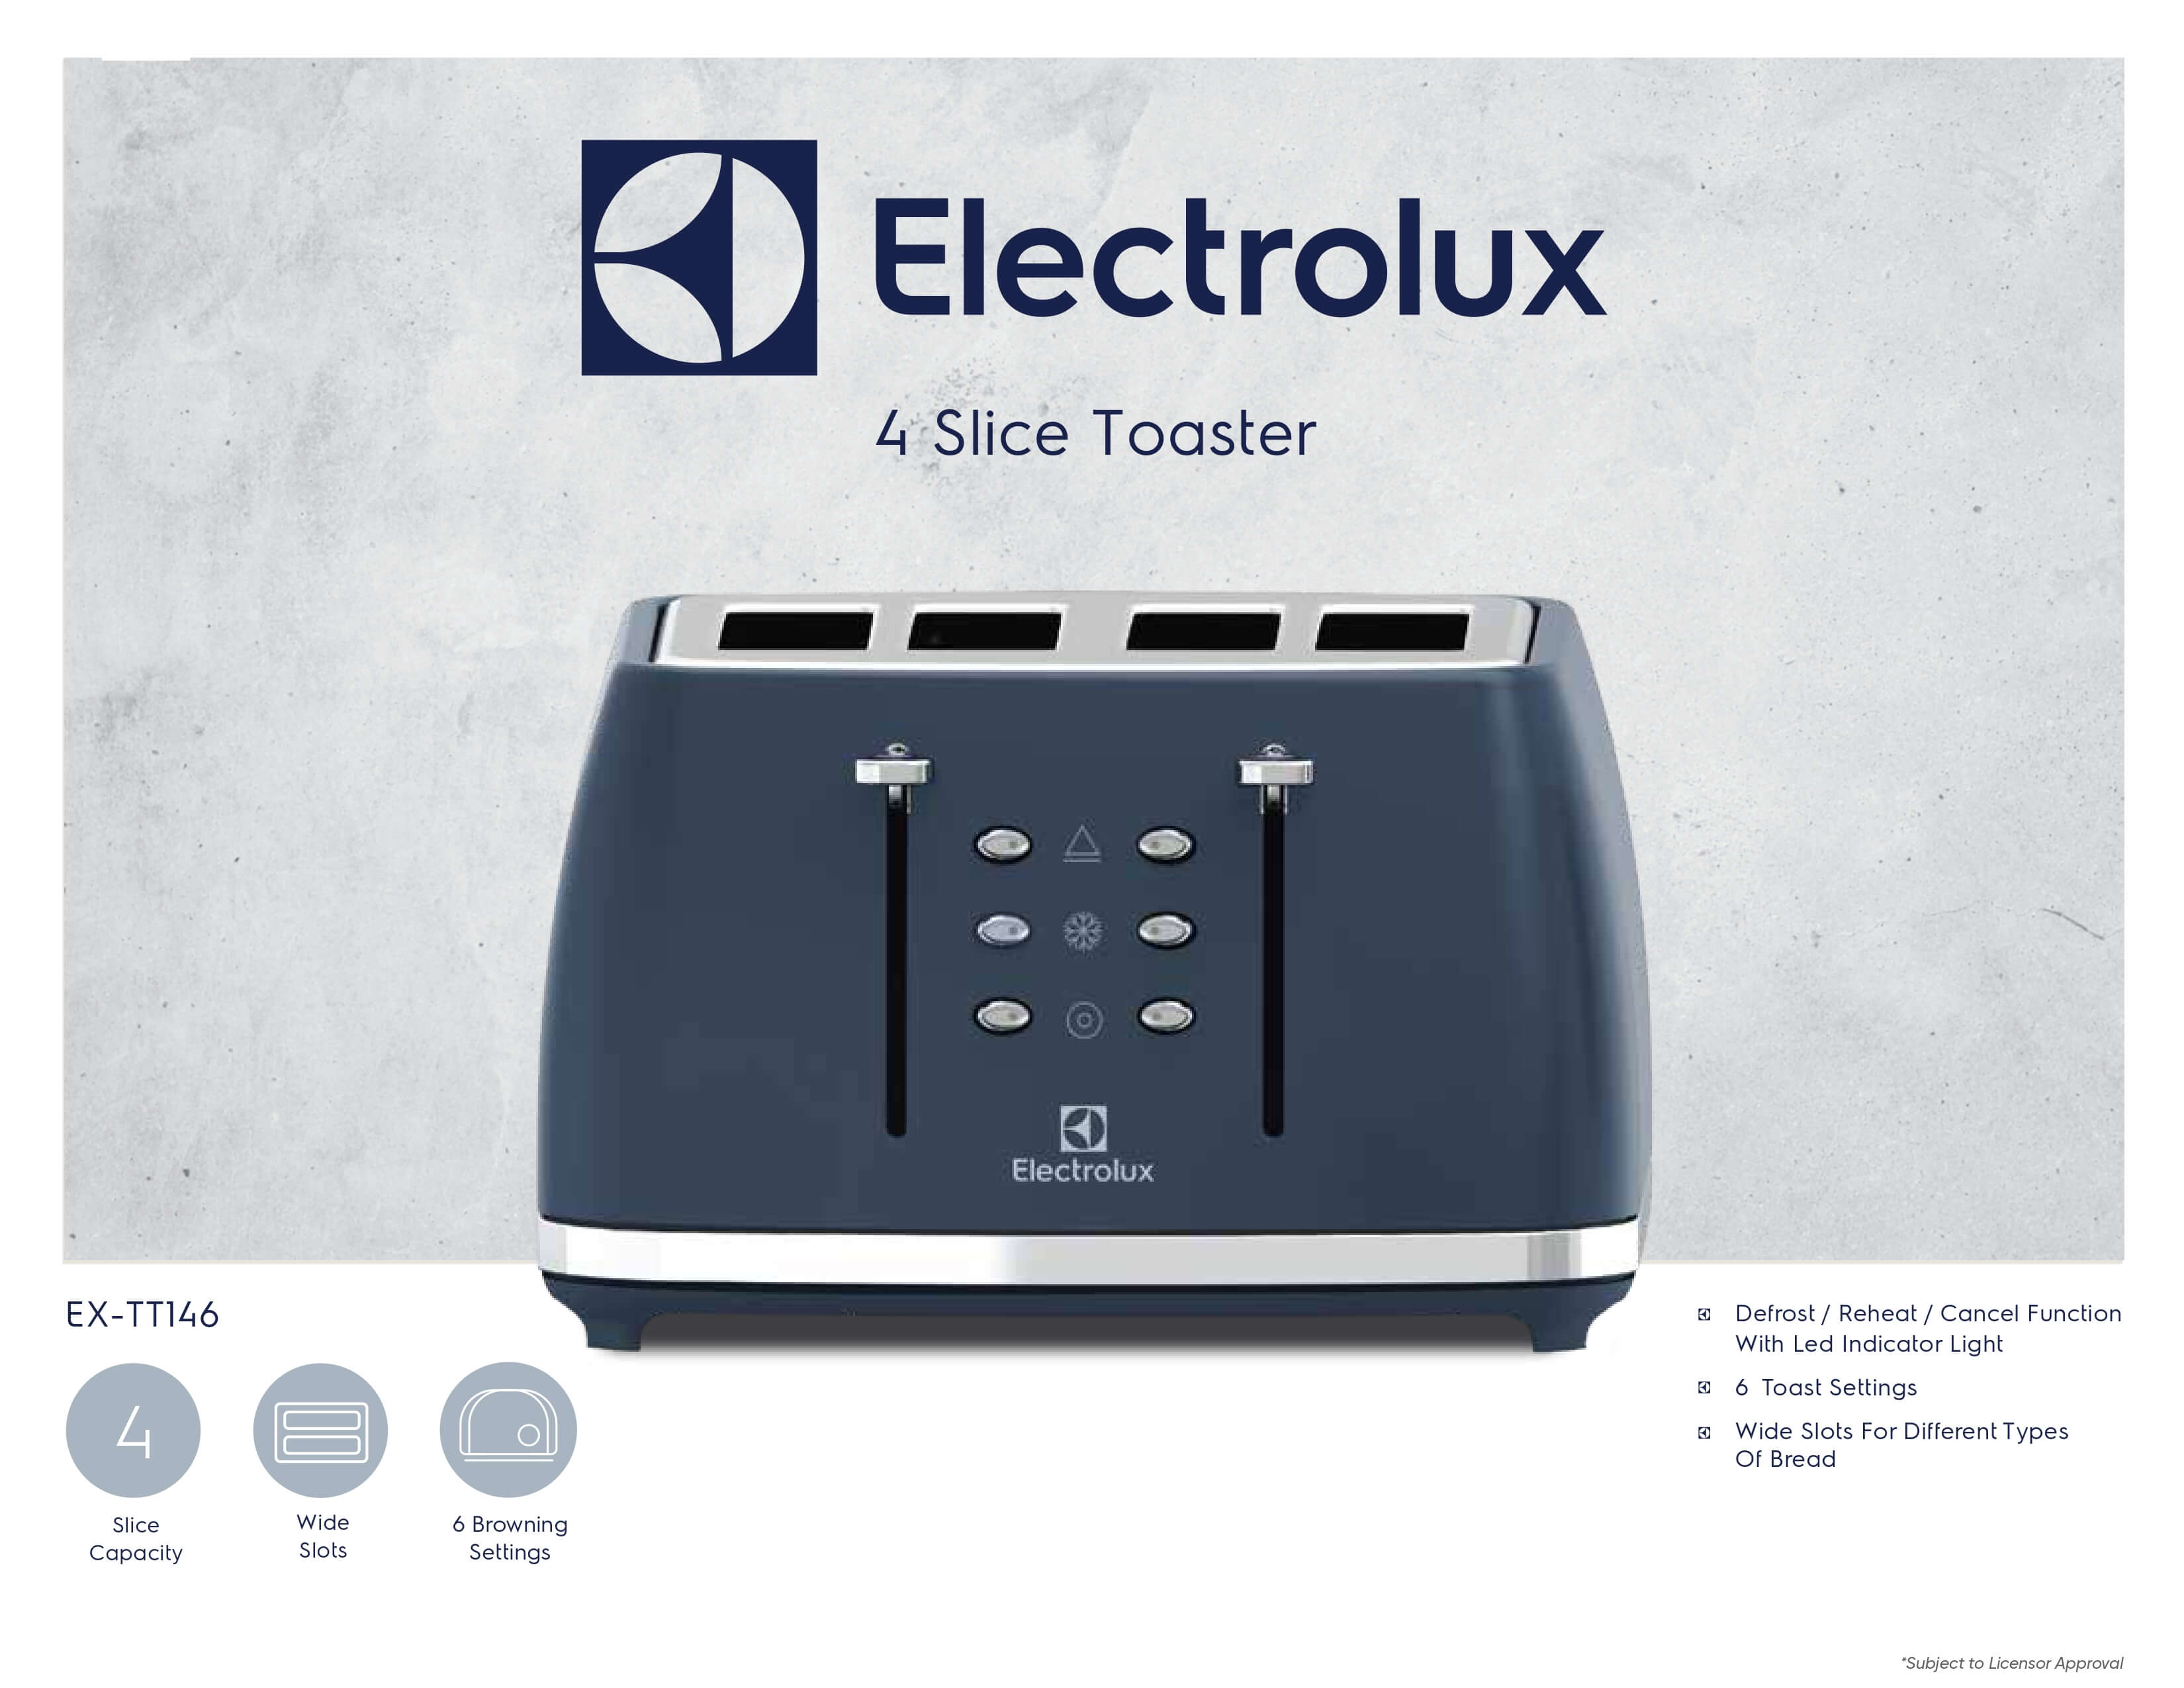 Electrolux
4 Slice Toaster
Electrolux
EX-TT146
4
Slice
Capacity
Wide
Slots
6 Browning
Settings
Defrost / Reheat / Cancel Function
With Led Indicator Light
6 Toast Settings
Wide Slots For Different Types
Of Bread
*Subject to Licensor Approval